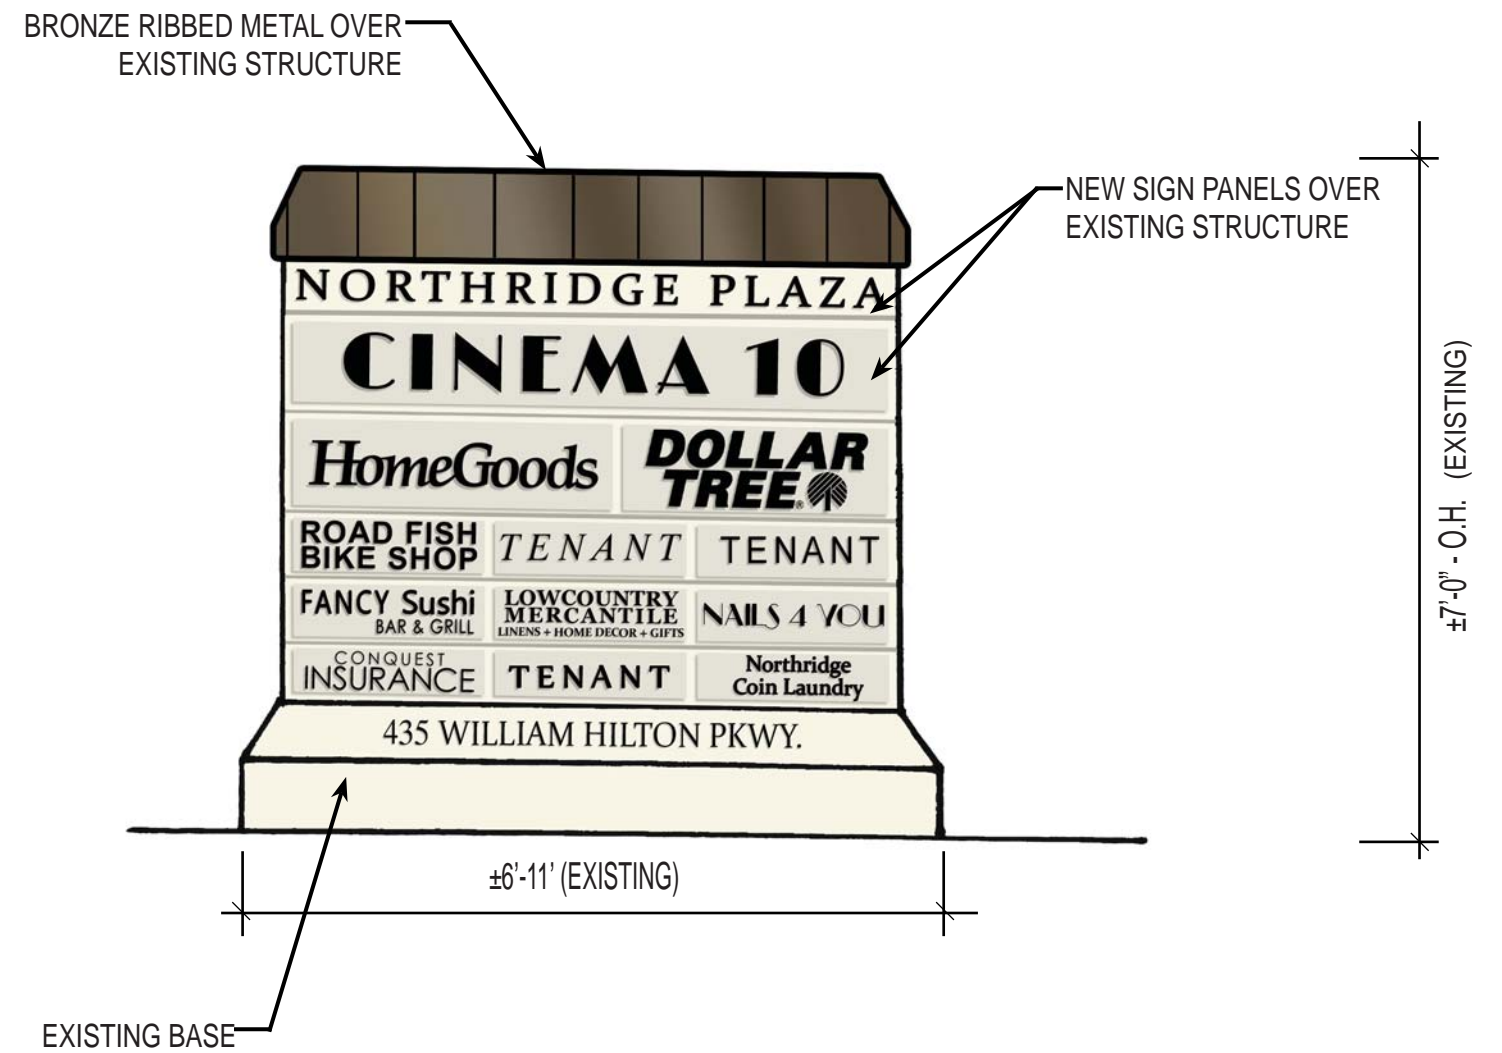 BRONZE RIBBED METAL OVER
EXISTING STRUCTURE
NEW SIGN PANELS OVER
EXISTING STRUCTURE
NORTHRIDGE PLAZA
CINEMA 10
HomeGoods
DOLLAR
TREE®
ROAD FISH
BIKE SHOP
TENANT
TENANT
FANCY Sushi
BAR & GRILL
LOWCOUNTRY
MERCANTILE
LINENS + HOME DECOR + GIFTS
NAILS 4 YOU
CONQUEST
INSURANCE
TENANT
Northridge
Coin Laundry
435 WILLIAM HILTON PKWY.
±7'-0" - O.H. (EXISTING)
±6'-11' (EXISTING)
EXISTING BASE